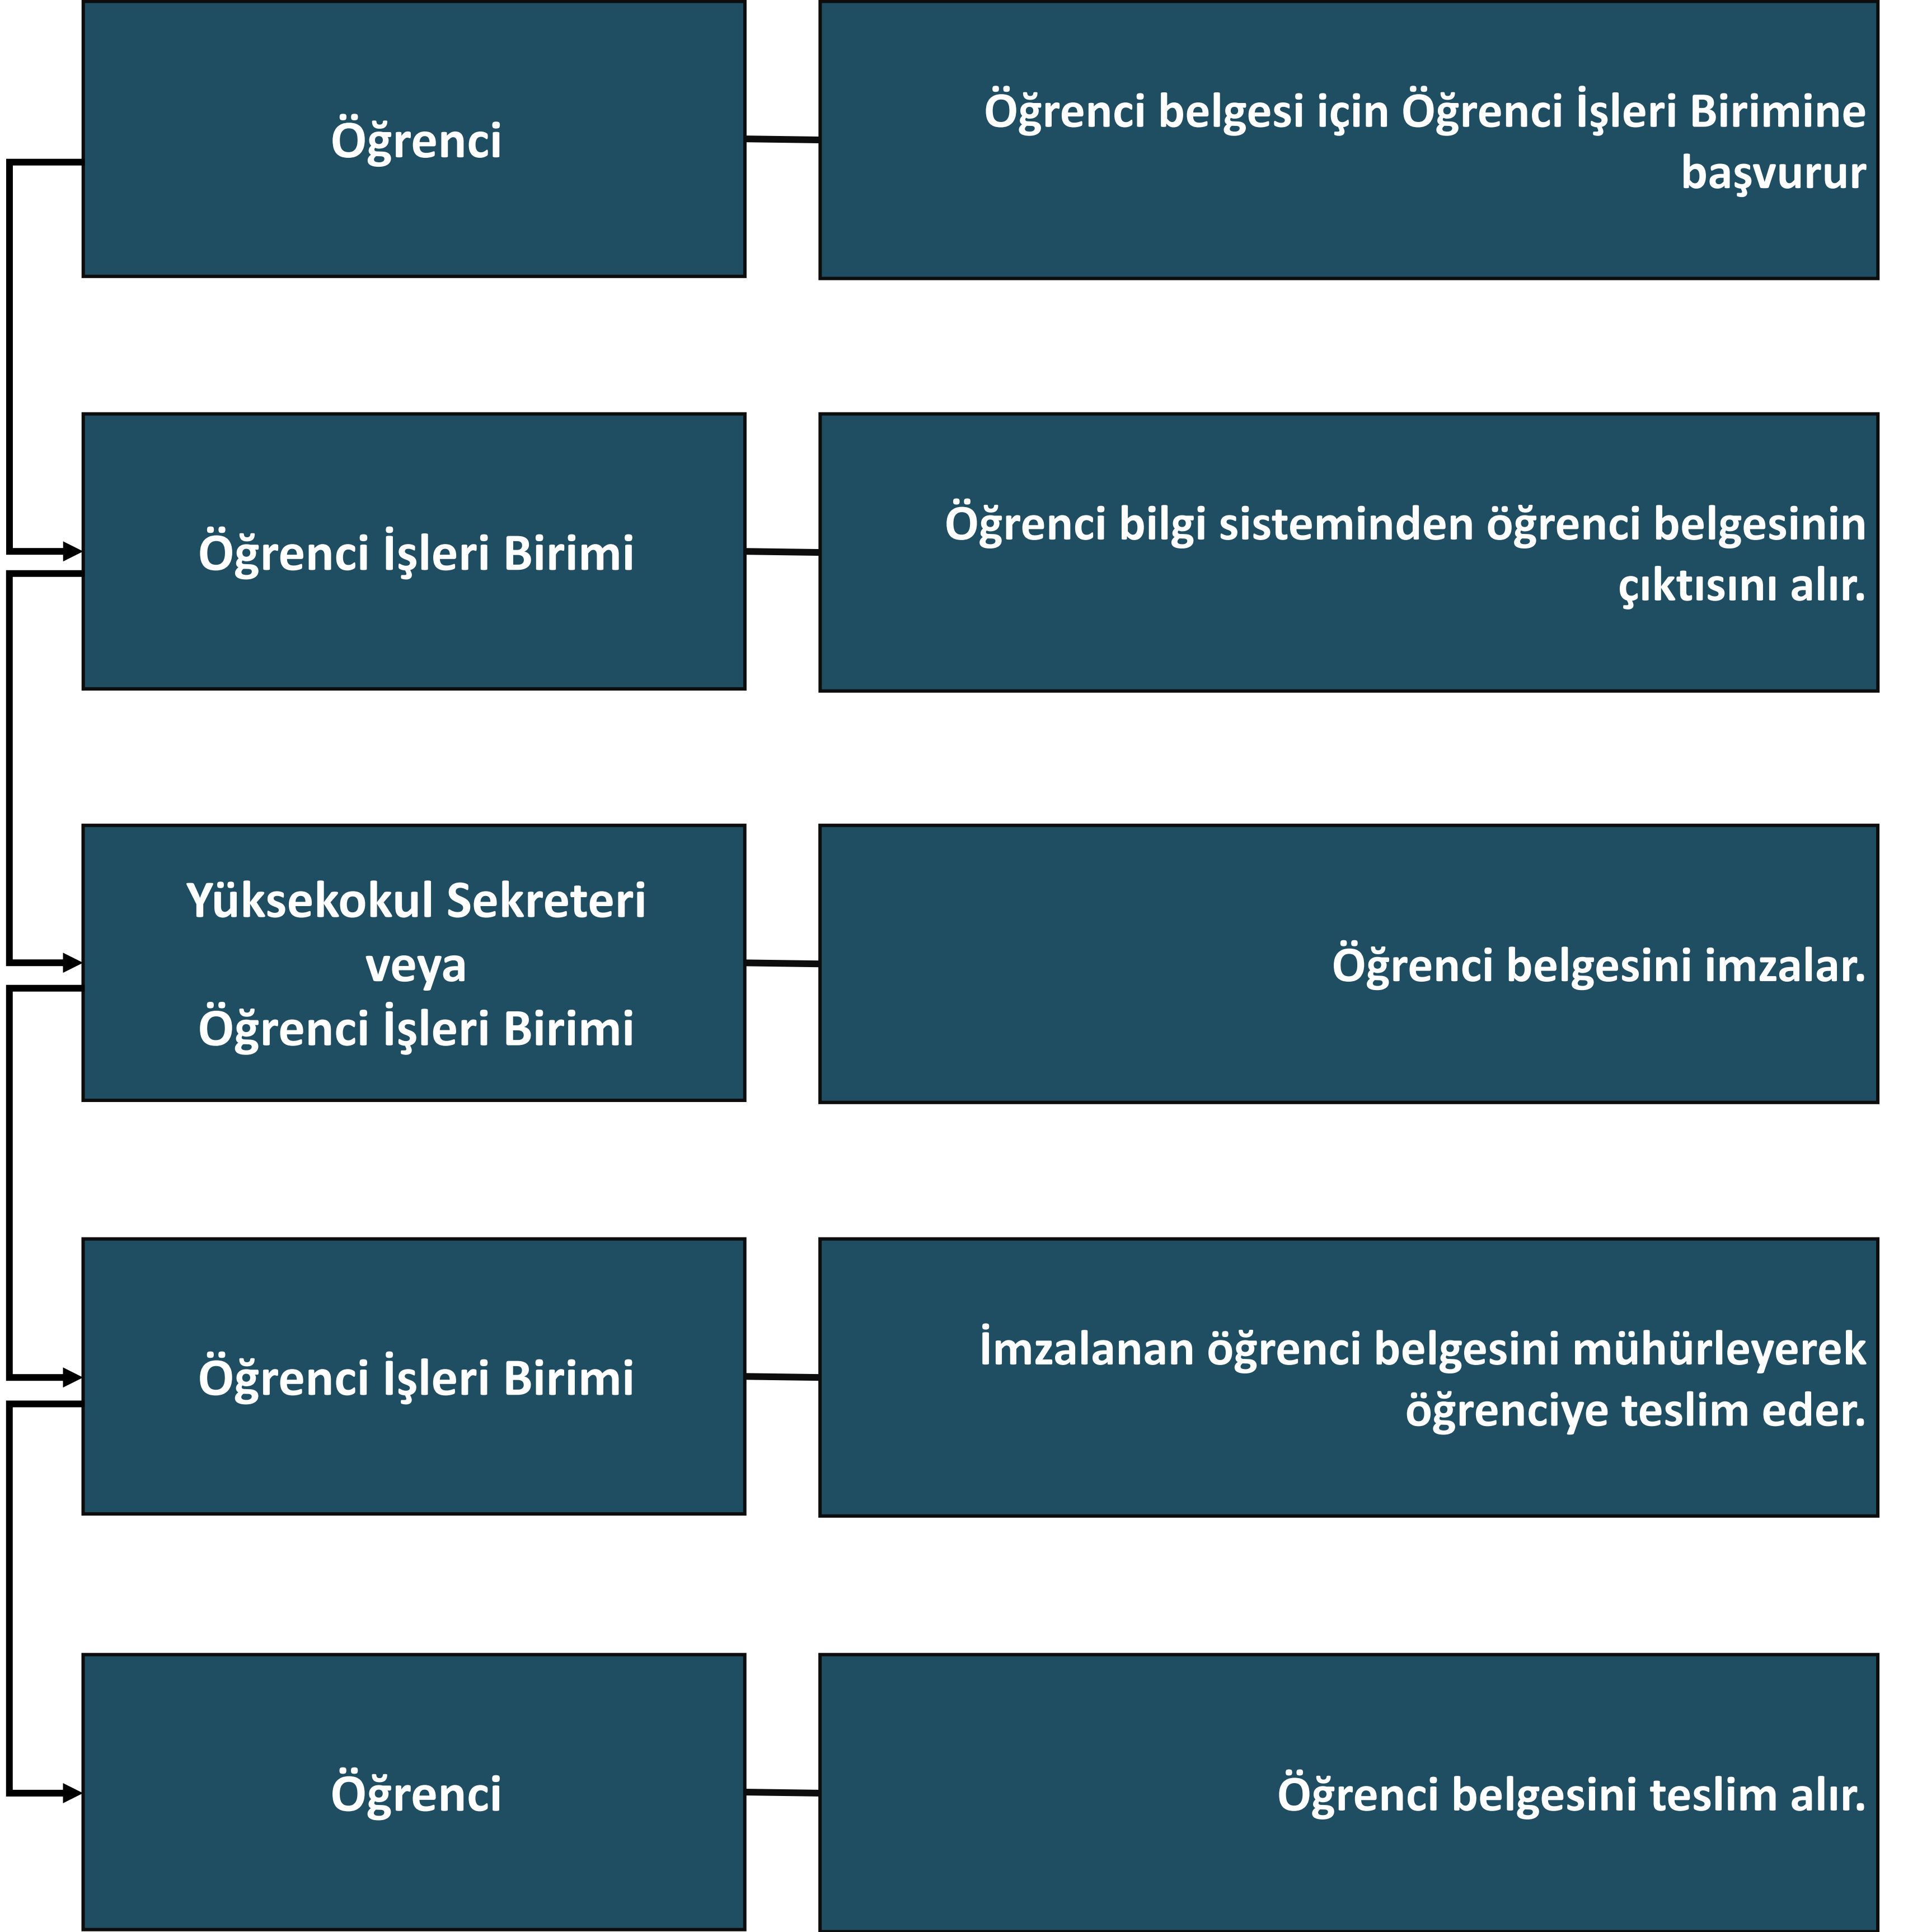 Öğrenci
Öğrenci belgesi için Öğrenci İşleri Birimine
başvurur
Öğrenci İşleri Birimi
Öğrenci bilgi sisteminden öğrenci belgesinin
çıktısını alır.
Yüksekokul Sekreteri
veya
Öğrenci İşleri Birimi
Öğrenci belgesini imzalar.
Öğrenci İşleri Birimi
İmzalanan öğrenci belgesini mühürleyerek
öğrenciye teslim eder.
Öğrenci
Öğrenci belgesini teslim alır.